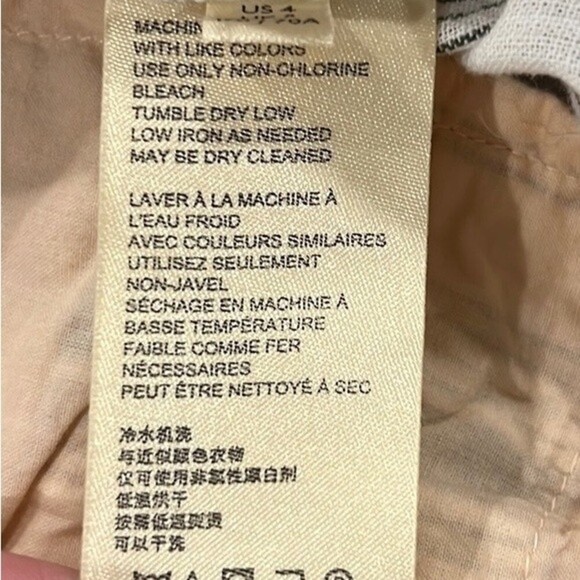 US 4
MACHIN
WITH LIKE COLORS
USE ONLY NON-CHLORINE
BLEACH
TUMBLE DRY LOW
LOW IRON AS NEEDED
MAY BE DRY CLEANED
LAVER À LA MACHINE À
L'EAU FROID
AVEC COULEURS SIMILAIRES
UTILISEZ SEULEMENT
NON-JAVEL
SÉCHAGE EN MACHINE À
BASSE TEMPÉRATURE
FAIBLE COMME FER
NÉCESSAIRES
PEUT ÊTRE NETTOYÉ À SEC
冷水机洗
与近似颜色衣物
仅可使用非氯性漂白剂
低温烘干
按需低温熨烫
可以干洗